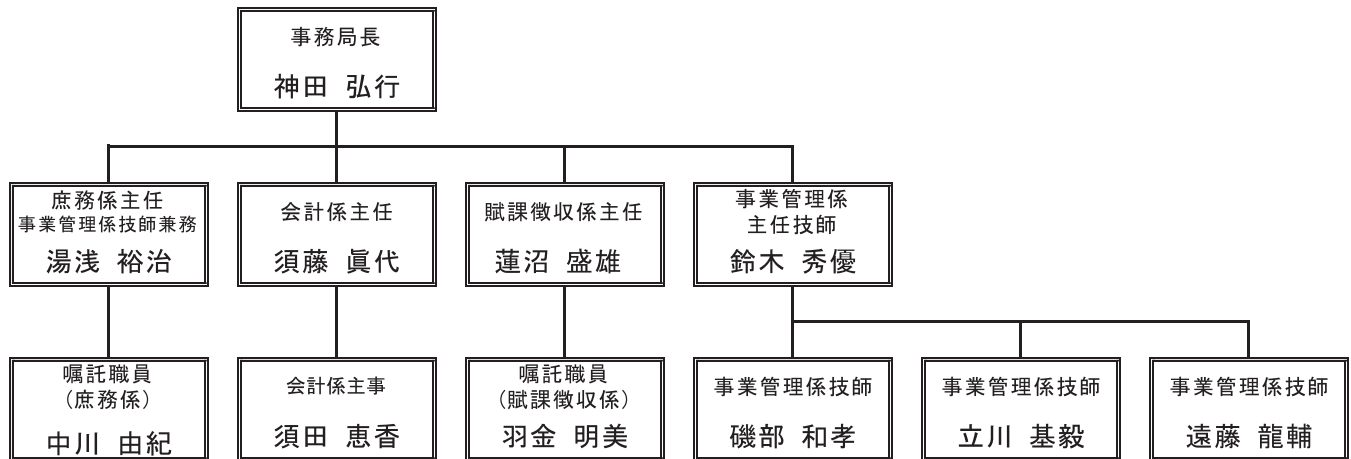 事務局長
神田 弘行
庶務係主任
事業管理係技師兼務
湯浅 裕治
会計係主任
須藤 眞代
賦課徴収係主任
蓮沼 盛雄
事業管理係
主任技師
鈴木 秀優
嘱託職員
（庶務係）
中川 由紀
会計係主事
須田 恵香
嘱託職員
（賦課徴収係）
羽金 明美
事業管理係技師
磯部 和孝
事業管理係技師
立川 基毅
事業管理係技師
遠藤 龍輔